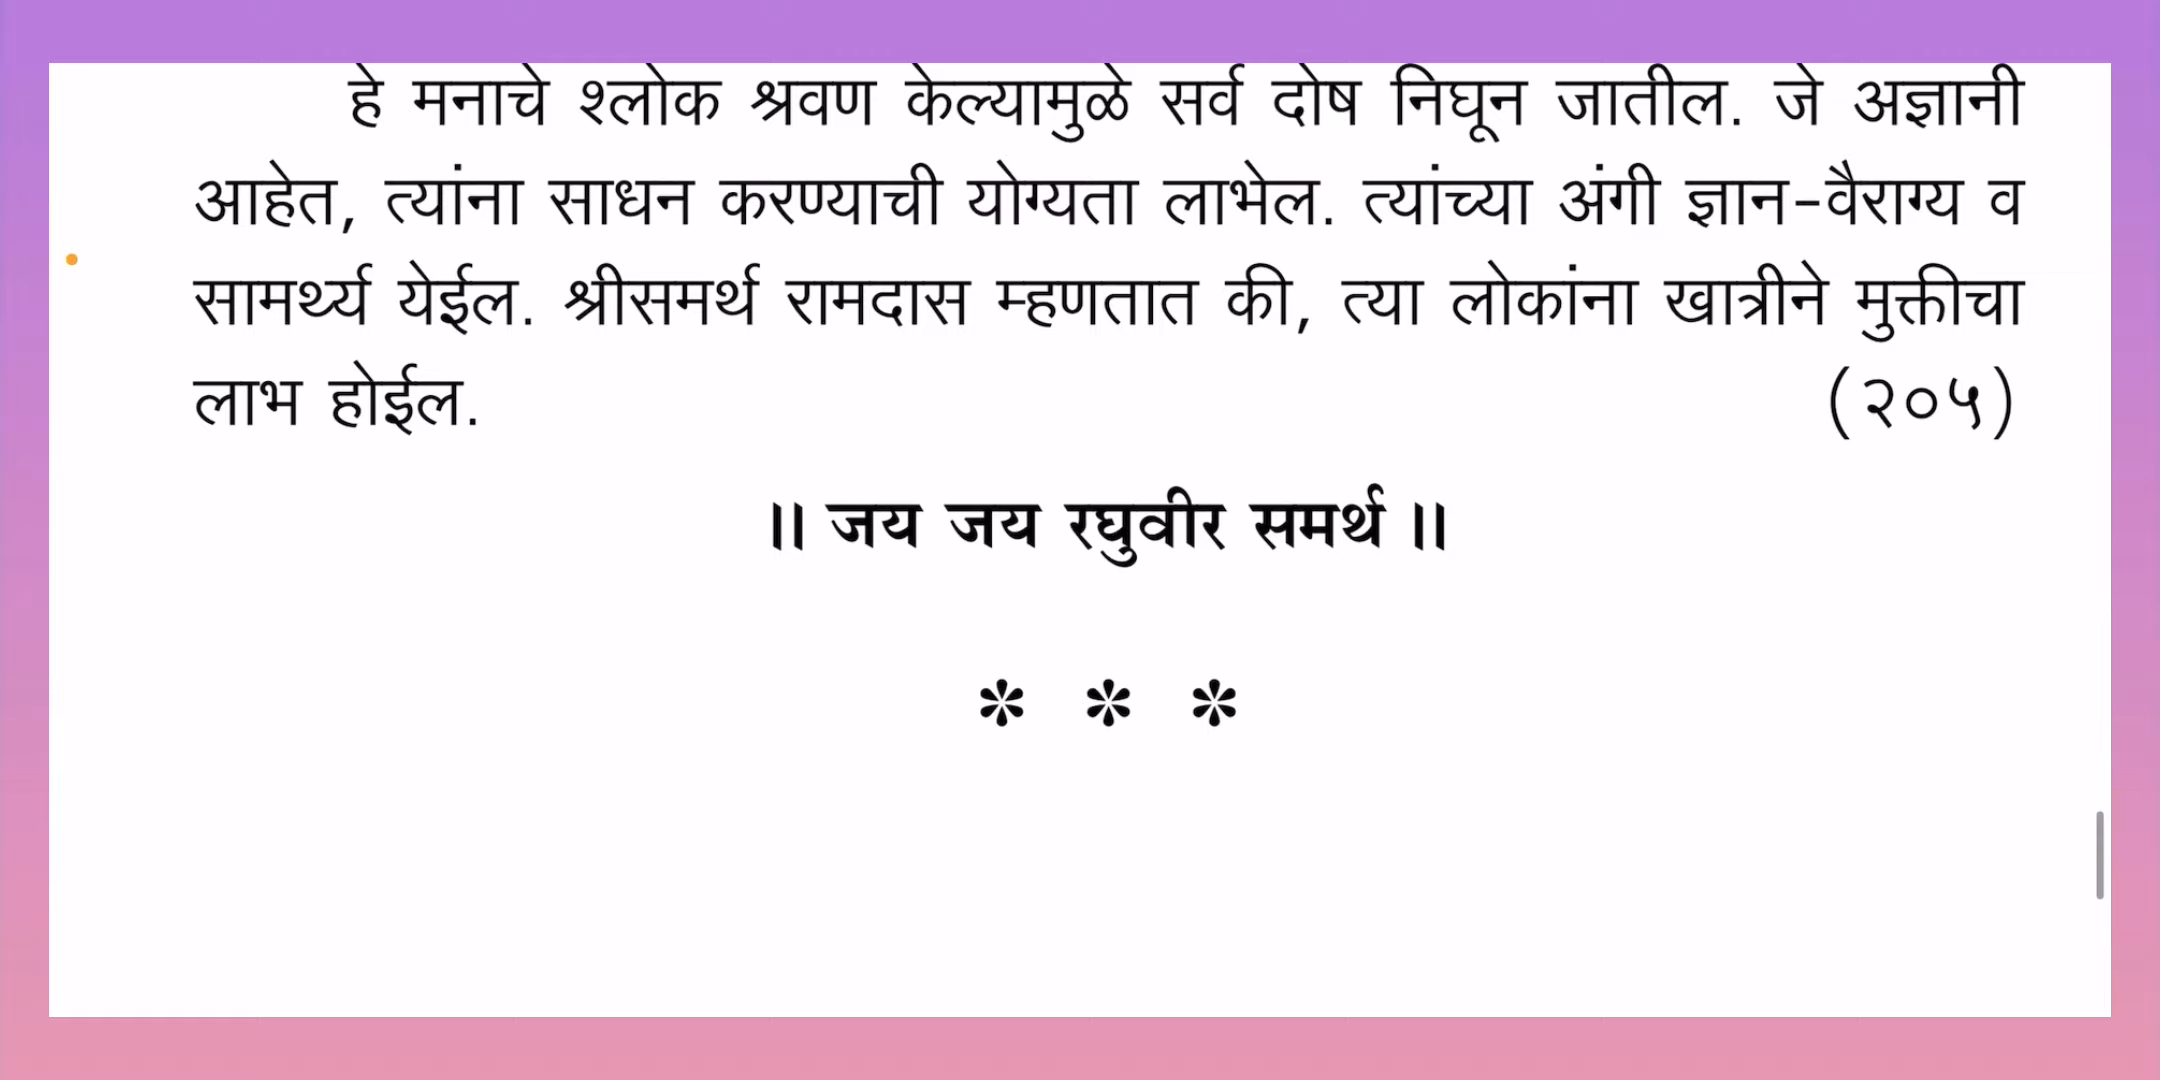 हे मनाचे श्लोक श्रवण केल्यामुळे सर्व दोष निघून जातील. जे अज्ञानी
आहेत, त्यांना साधन करण्याची योग्यता लाभेल. त्यांच्या अंगी ज्ञान-वैराग्य व
सामर्थ्य येईल. श्रीसमर्थ रामदास म्हणतात की, त्या लोकांना खात्रीने मुक्तीचा
लाभ होईल. (२०५)
॥ जय जय रघुवीर समर्थ ॥
* * *